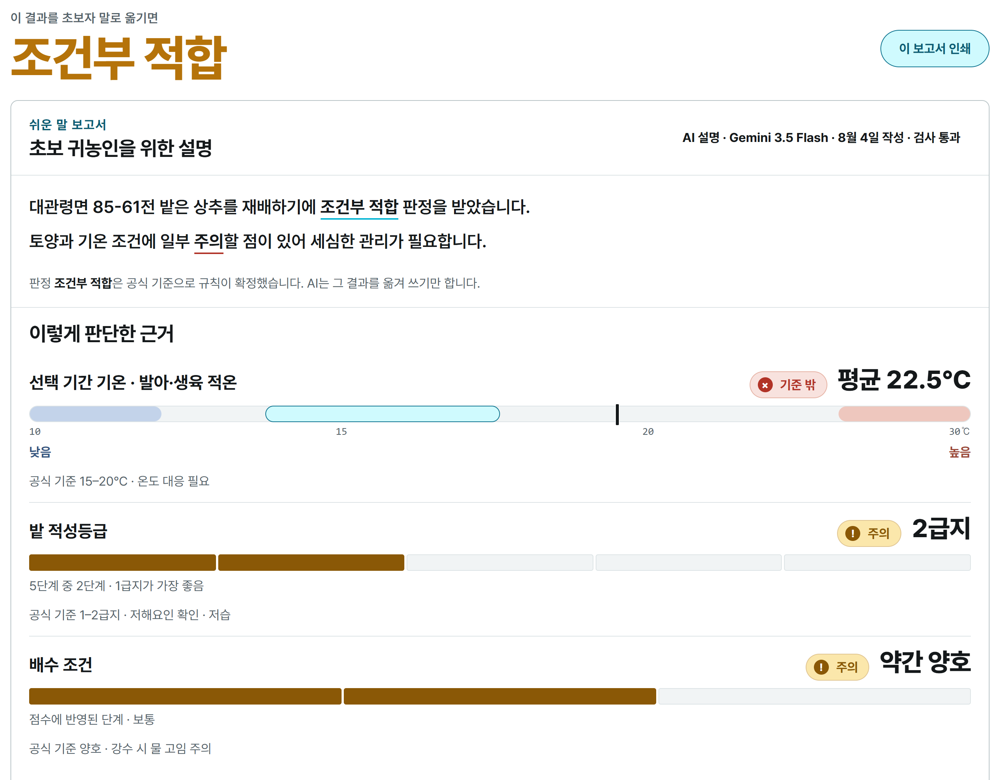 이 결과를 초보자 말로 옮기면
조건부 적합
이 보고서 인쇄
쉬운 말 보고서
초보 귀농인을 위한 설명
AI 설명 · Gemini 3.5 Flash · 8월 4일 작성 · 검사 통과
대관령면 85-61전 밭은 상추를 재배하기에 조건부 적합 판정을 받았습니다.
토양과 기온 조건에 일부 주의할 점이 있어 세심한 관리가 필요합니다.
판정 조건부 적합은 공식 기준으로 규칙이 확정했습니다. AI는 그 결과를 옮겨 쓰기만 합니다.
이렇게 판단한 근거
선택 기간 기온 · 발아·생육 적온
기준 밖 평균 22.5°C
10 15 20 30℃
낮음 높음
공식 기준 15–20°C · 온도 대응 필요
밭 적성등급
주의 2급지
5단계 중 2단계 · 1급지가 가장 좋음
공식 기준 1–2급지 · 저해요인 확인 · 저습
배수 조건
주의 약간 양호
점수에 반영된 단계 · 보통
공식 기준 양호 · 강수 시 물 고임 주의